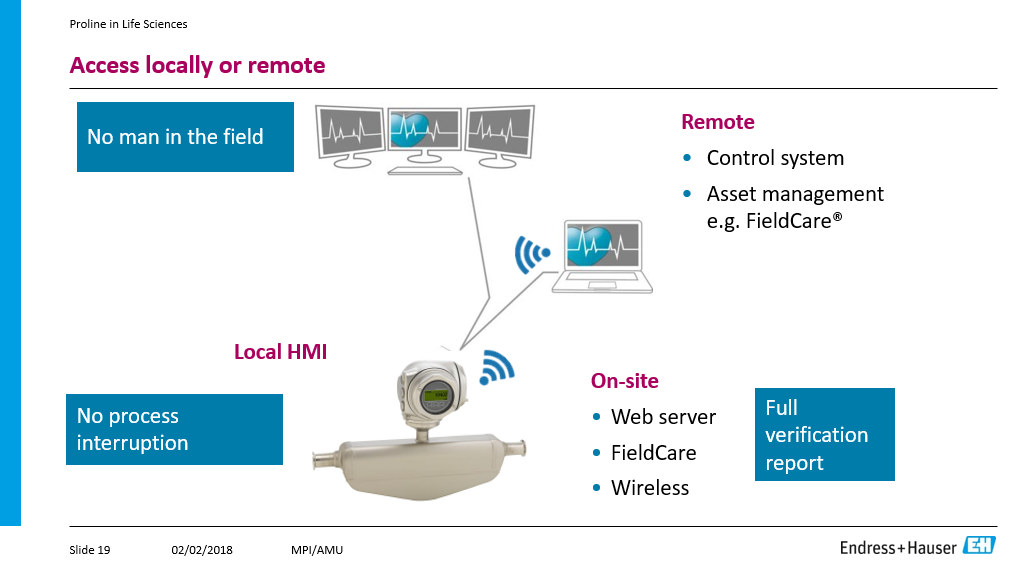 Proline in Life Sciences
Access locally or remote
No man in the field
Remote
• Control system
• Asset management
e.g. FieldCare®
Local HMI
No process
interruption
On-site
• Web server
• FieldCare
• Wireless
Full
verification
report
Slide 19
02/02/2018
MPI/AMU
Endress+Hauser
EH